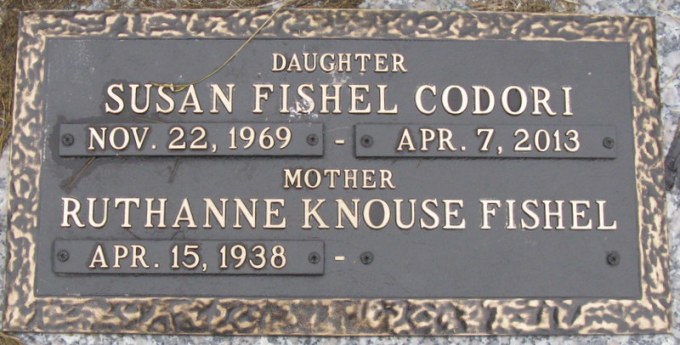 DAUGHTER
SUSAN FISHEL CODORI
NOV. 22, 1969 - APR. 7, 2013
MOTHER
RUTHANNE KNOUSE FISHEL
APR. 15, 1938 -